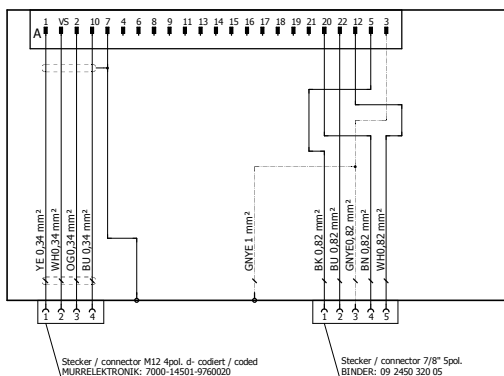 1 VS 2 10 7 4 6 8 9 11 13 14 15 16 17 18 19 21 20 22 12 5 3
A
YE 0,34 mm²
WH0,34 mm²
OG0,34 mm²
BU 0,34 mm²
GNYE 1 mm²
BK 0,82 mm²
BU 0,82 mm²
GNYE0,82 mm²
BN 0,82 mm²
WH0,82 mm²
1 2 3 4
1 2 3 4 5
Stecker / connector M12 4pol. d- codiert / coded
MURRELEKTRONIK: 7000-14501-9760020
Stecker / connector 7/8" 5pol.
BINDER: 09 2450 320 05